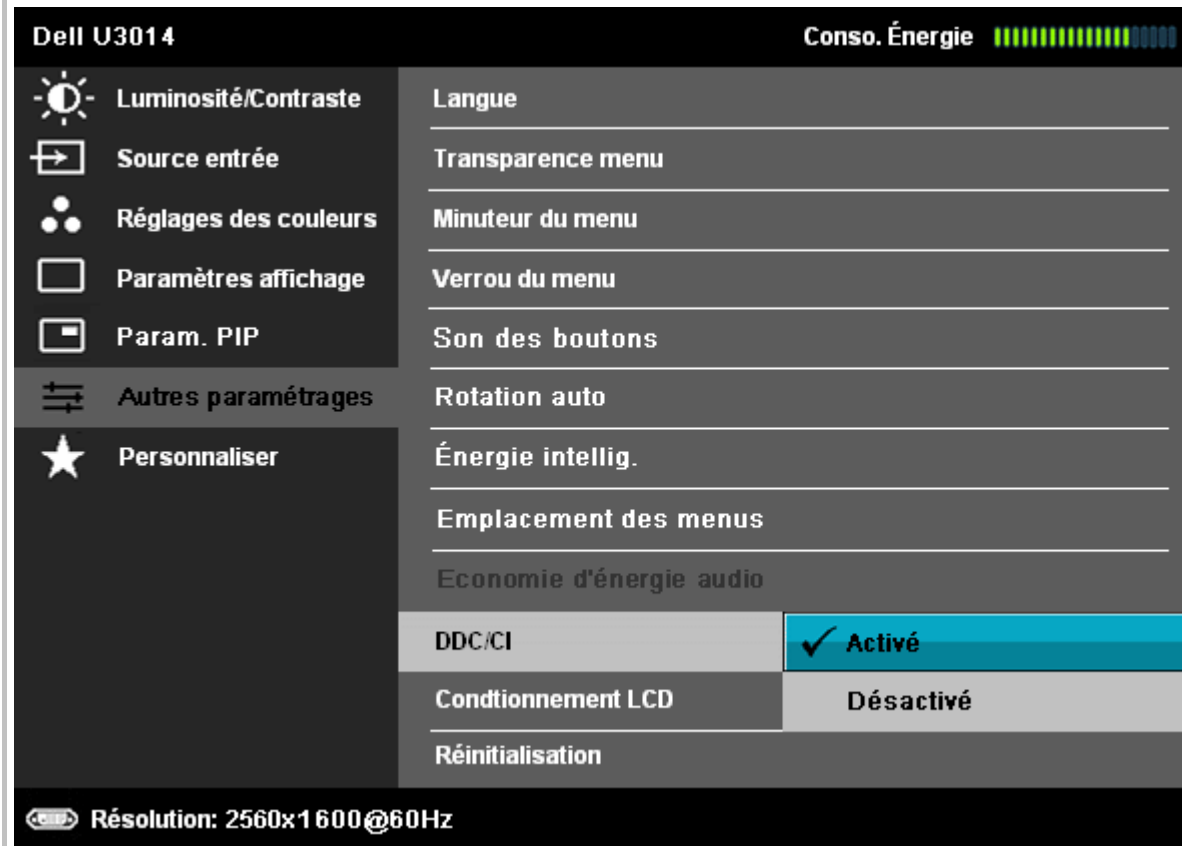 Dell U3014
Conso. Énergie
Luminosité/Contraste
Source entrée
Réglages des couleurs
Paramètres affichage
Param. PIP
Autres paramétrages
Personnaliser
Langue
Transparence menu
Minuteur du menu
Verrou du menu
Son des boutons
Rotation auto
Énergie intellig.
Emplacement des menus
Economie d'énergie audio
DDC/CI
Activé
Condtionnement LCD
Désactivé
Réinitialisation
Résolution: 2560x1600@60Hz